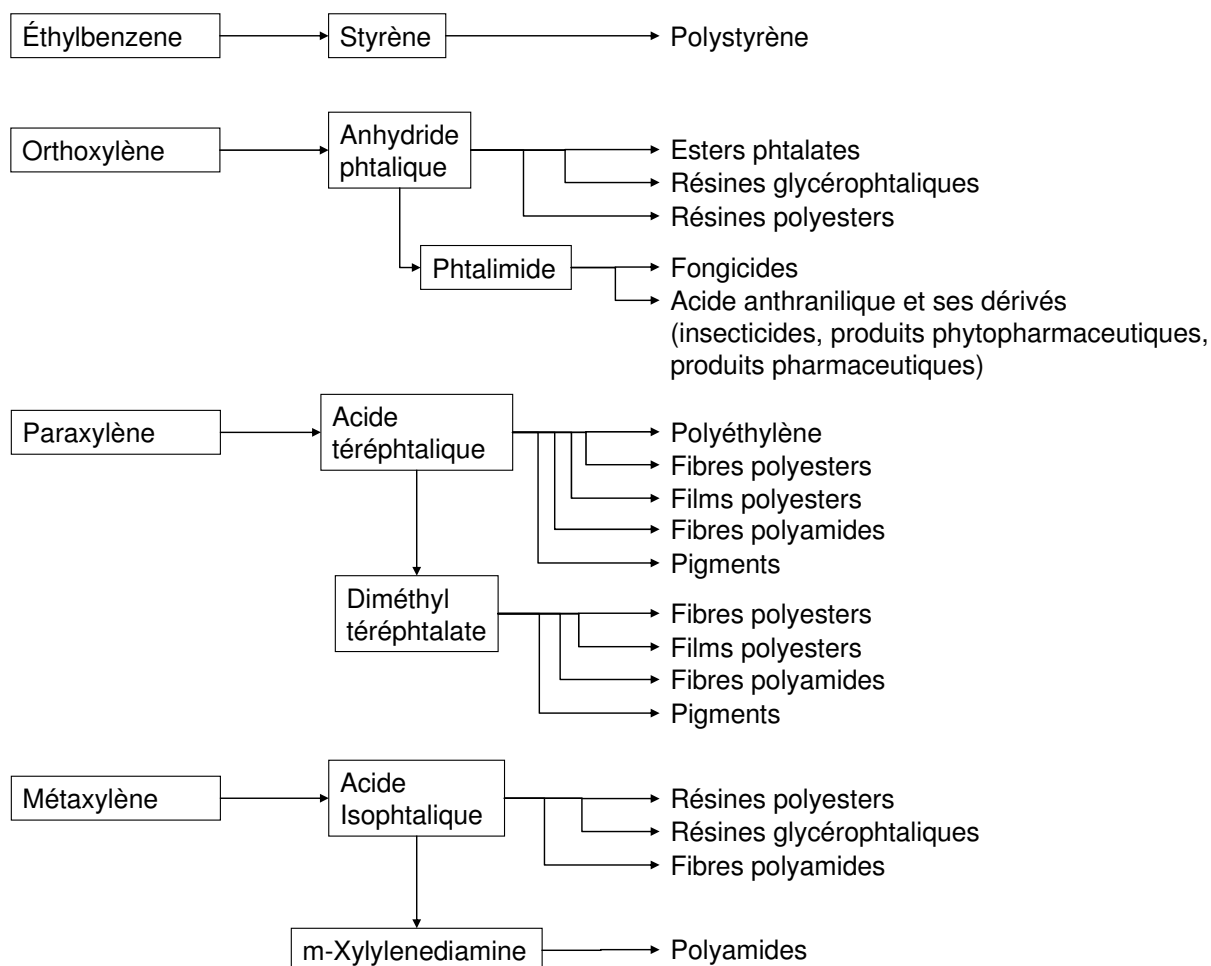 Éthylbenzene
Styrène
Polystyrène
Orthoxylène
Anhydride
phtalique
Esters phtalates
Résines glycérophtaliques
Résines polyesters
Phtalimide
Fongicides
Acide anthranilique et ses dérivés
(insecticides, produits phytopharmaceutiques,
produits pharmaceutiques)
Paraxylène
Acide
téréphtalique
Polyéthylène
Fibres polyesters
Films polyesters
Fibres polyamides
Pigments
Diméthyl
téréphtalate
Fibres polyesters
Films polyesters
Fibres polyamides
Pigments
Métaxylène
Acide
Isophtalique
Résines polyesters
Résines glycérophtaliques
Fibres polyamides
m-Xylylenediamine
Polyamides